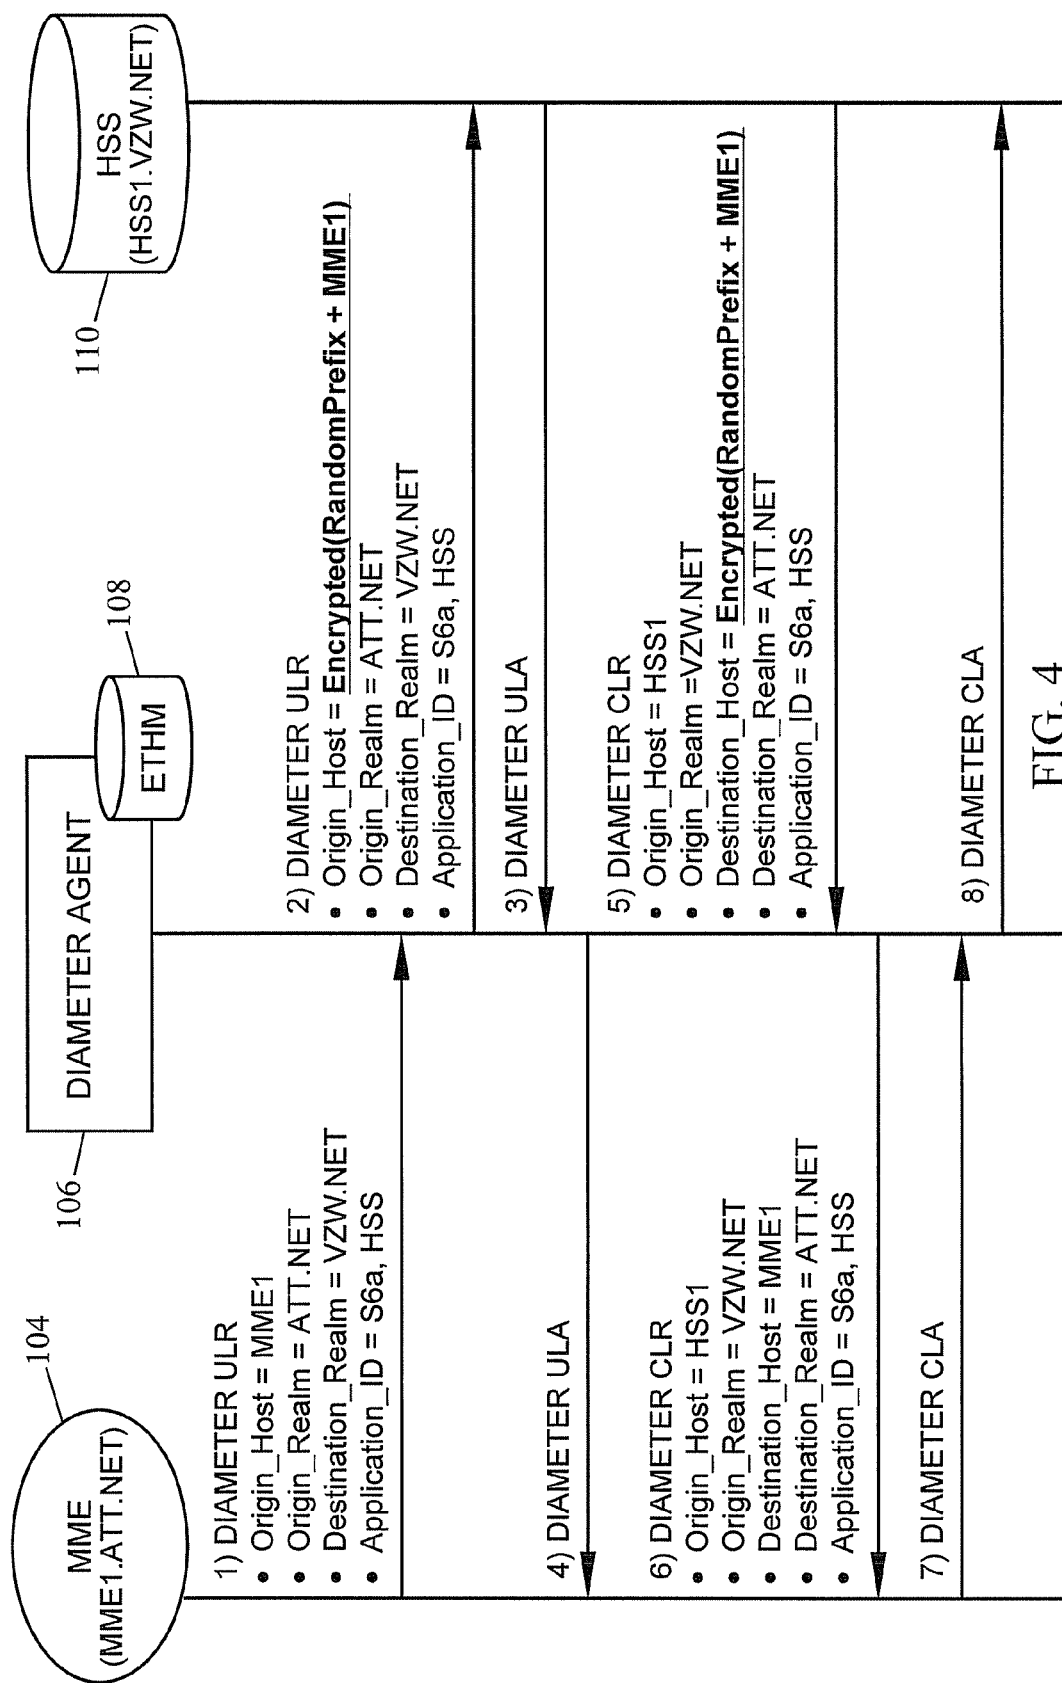 MME
(MME1.ATT.NET)
104
DIAMETER AGENT
106
ETHM
108
HSS
(HSS1.VZW.NET)
110
1) DIAMETER ULR
• Origin_Host = MME1
• Origin_Realm = ATT.NET
• Destination_Realm = VZW.NET
• Application_ID = S6a, HSS
2) DIAMETER ULR
• Origin_Host = Encrypted(RandomPrefix + MME1)
• Origin_Realm = ATT.NET
• Destination_Realm = VZW.NET
• Application_ID = S6a, HSS
3) DIAMETER ULA
4) DIAMETER ULA
5) DIAMETER CLR
• Origin_Host = HSS1
• Origin_Realm =VZW.NET
• Destination_Host = Encrypted(RandomPrefix + MME1)
• Destination_Realm = ATT.NET
• Application_ID = S6a, HSS
6) DIAMETER CLR
• Origin_Host = HSS1
• Origin_Realm = VZW.NET
• Destination_Host = MME1
• Destination_Realm = ATT.NET
• Application_ID = S6a, HSS
7) DIAMETER CLA
8) DIAMETER CLA
FIG. 4